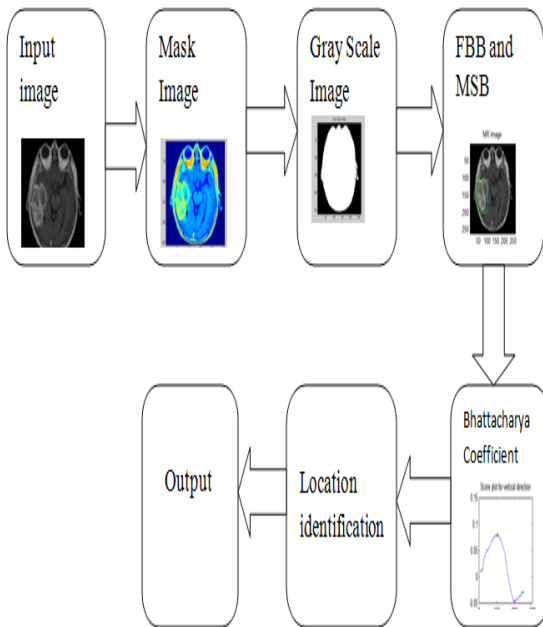 Input
image
Mask
Image
Gray Scale
Image
FBB and
MSB
MR Image
50
100
150
200
250
50 100 150 200 250
Bhattacharya
Coefficient
Score plot for vertical direction
0.15
0.1
0.05
0
-0.05
Location
identification
Output